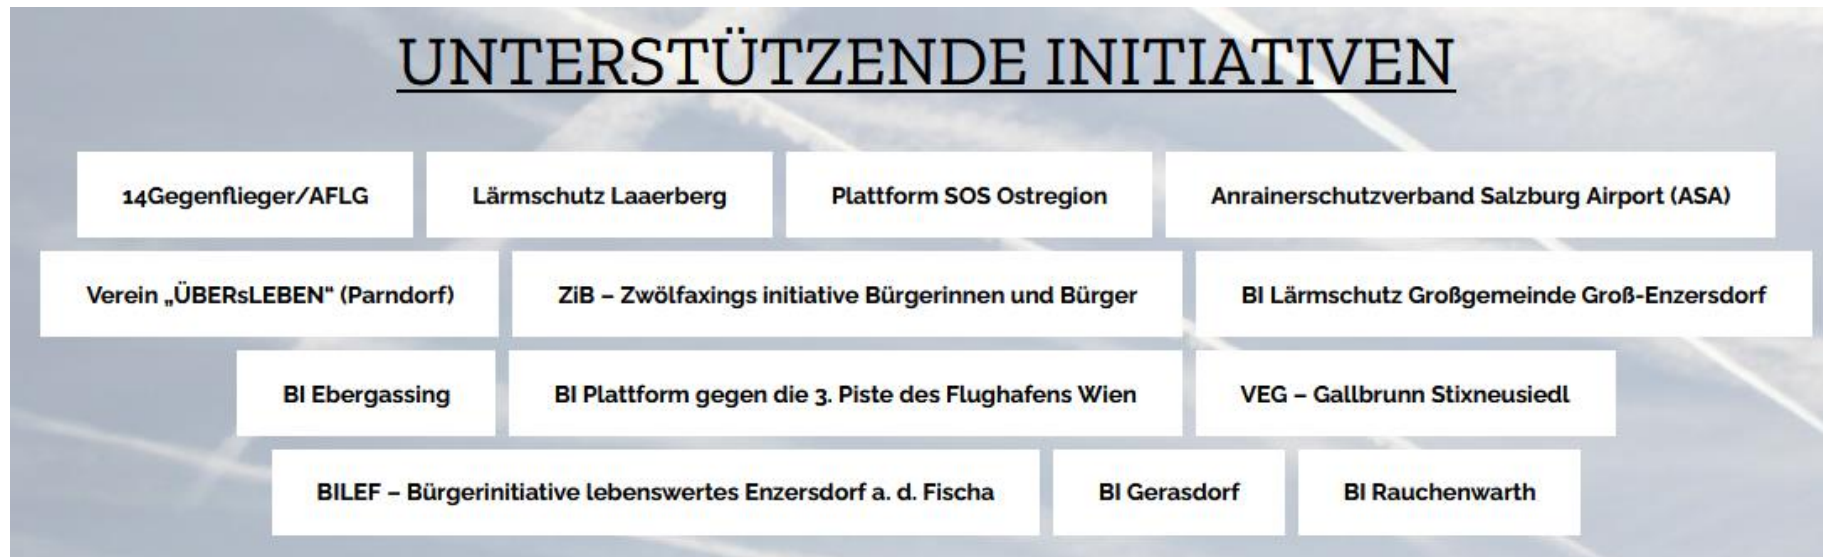 UNTERSTÜTZENDE INITIATIVEN
14Gegenflieger/AFLG
Lärmschutz Laaerberg
Plattform SOS Ostregion
Anrainerschutzverband Salzburg Airport (ASA)
Verein „ÜBERsLEBEN“ (Parndorf)
ZiB – Zwölfaxings initiative Bürgerinnen und Bürger
BI Lärmschutz Großgemeinde Groß-Enzersdorf
BI Ebergassing
BI Plattform gegen die 3. Piste des Flughafens Wien
VEG – Gallbrunn Stixneusiedl
BILEF – Bürgerinitiative lebenswertes Enzersdorf a. d. Fischa
BI Gerasdorf
BI Rauchenwarth